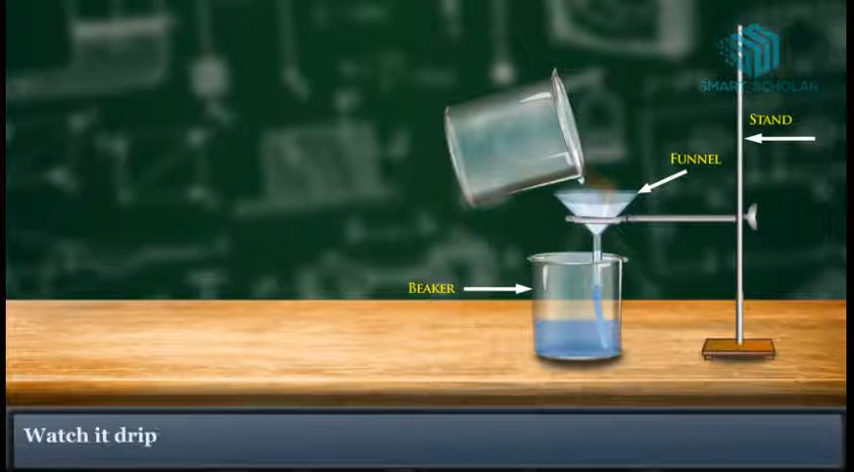 SMART SCHOLAR
STAND
FUNNEL
BEAKER
Watch it drip